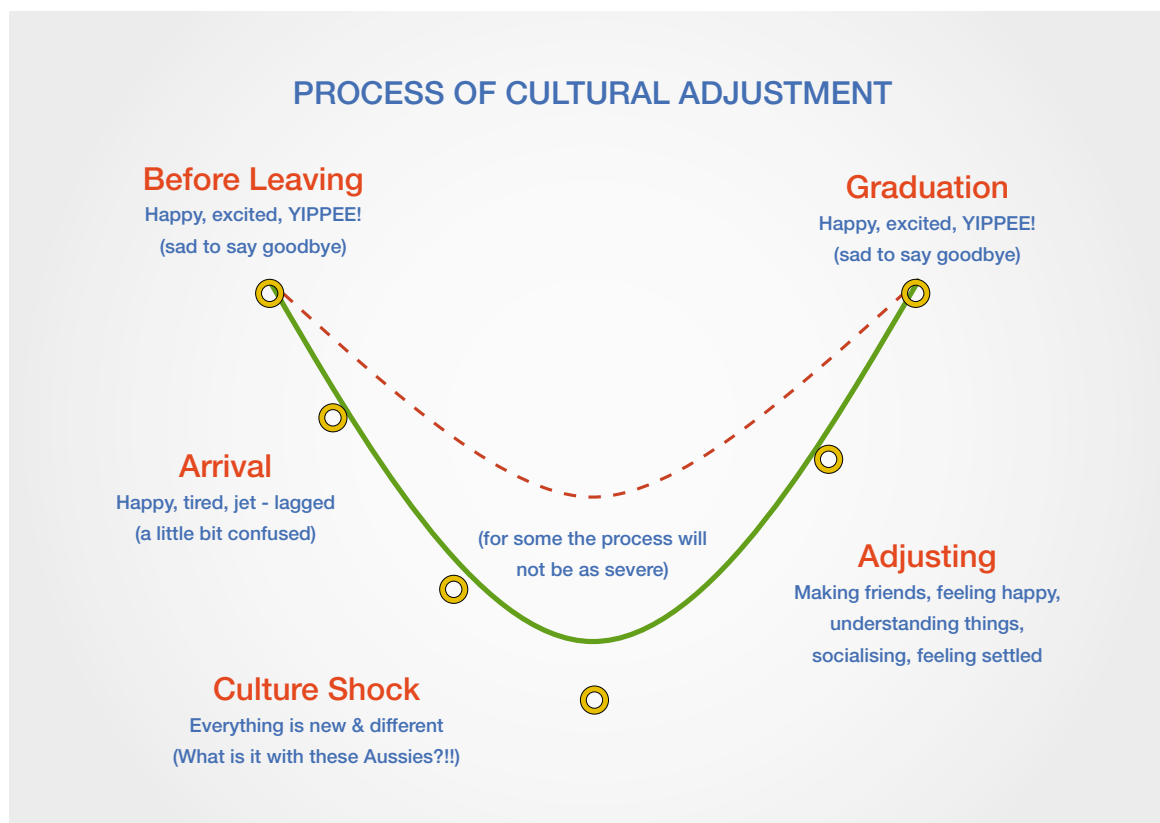 PROCESS OF CULTURAL ADJUSTMENT
Before Leaving
Happy, excited, YIPPEE!
(sad to say goodbye)
Graduation
Happy, excited, YIPPEE!
(sad to say goodbye)
Arrival
Happy, tired, jet - lagged
(a little bit confused)
(for some the process will
not be as severe)
Adjusting
Making friends, feeling happy,
understanding things,
socialising, feeling settled
Culture Shock
Everything is new & different
(What is it with these Aussies?!!)